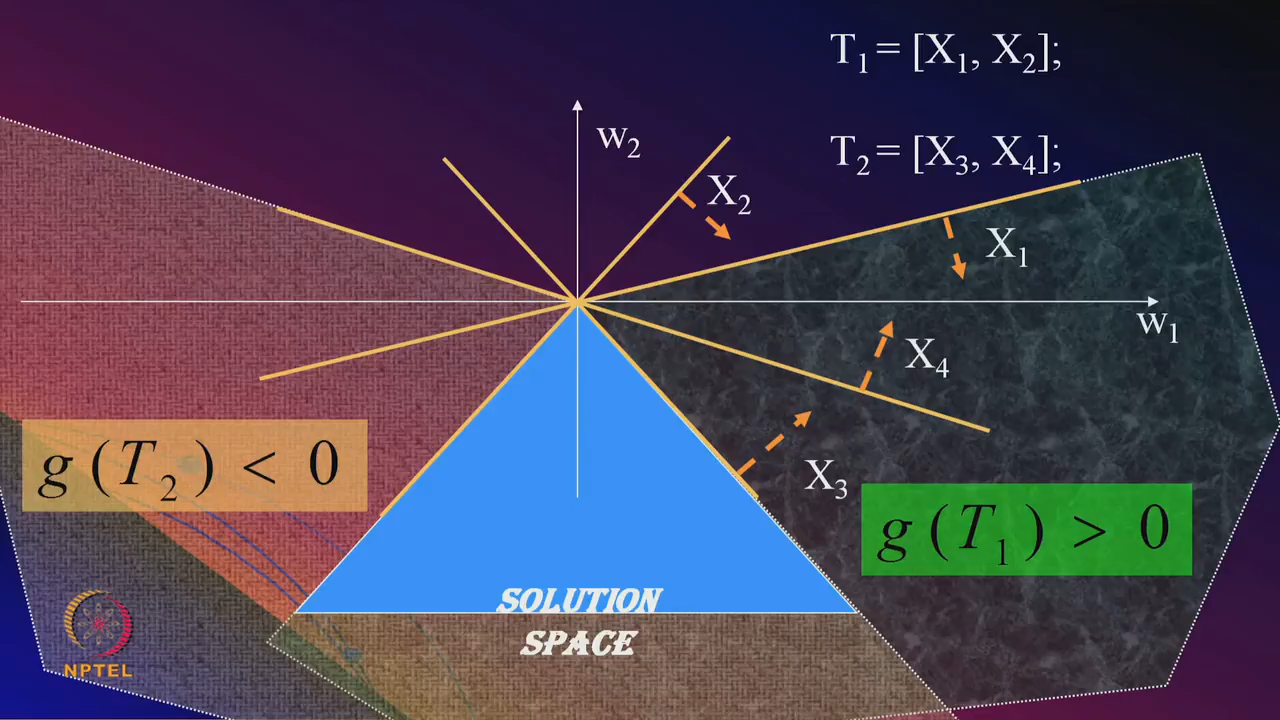 T₁ = [X₁, X₂];
w₂
T₂ = [X₃, X₄];
X₂
X₁
w₁
X₄
g (T₂) < 0
X₃
g (T₁) > 0
SOLUTION
SPACE
NPTEL